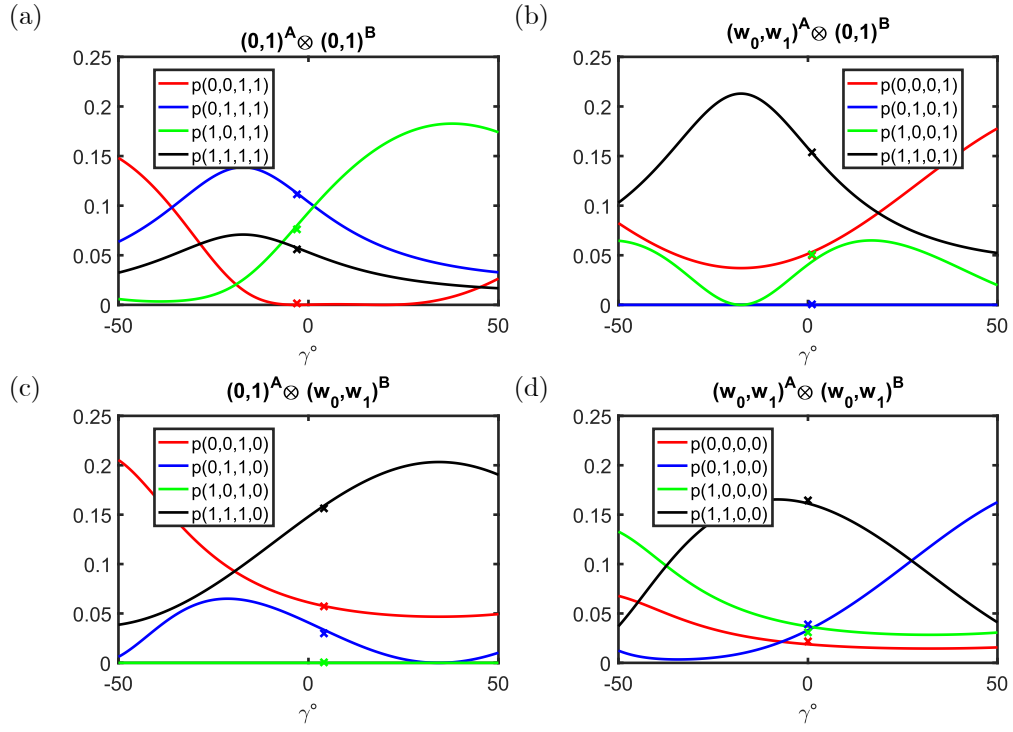 (a)
(0,1)^A ⊗ (0,1)^B
0.25
0.2
0.15
0.1
0.05
0
p(0,0,1,1)
p(0,1,1,1)
p(1,0,1,1)
p(1,1,1,1)
-50
0
50
γ°
(b)
(w_0,w_1)^A ⊗ (0,1)^B
0.25
0.2
0.15
0.1
0.05
0
p(0,0,0,1)
p(0,1,0,1)
p(1,0,0,1)
p(1,1,0,1)
-50
0
50
γ°
(c)
(0,1)^A ⊗ (w_0,w_1)^B
0.25
0.2
0.15
0.1
0.05
0
p(0,0,1,0)
p(0,1,1,0)
p(1,0,1,0)
p(1,1,1,0)
-50
0
50
γ°
(d)
(w_0,w_1)^A ⊗ (w_0,w_1)^B
0.25
0.2
0.15
0.1
0.05
0
p(0,0,0,0)
p(0,1,0,0)
p(1,0,0,0)
p(1,1,0,0)
-50
0
50
γ°